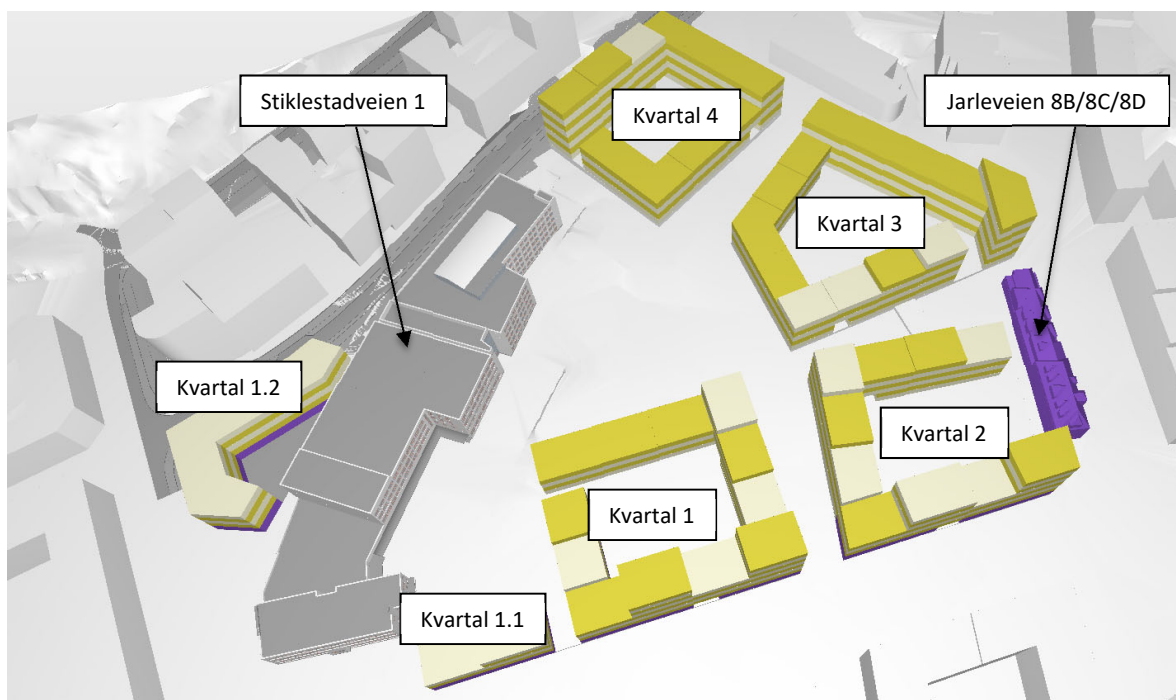 Stiklestadveien 1
Kvartal 4
Jarleveien 8B/8C/8D
Kvartal 3
Kvartal 1.2
Kvartal 2
Kvartal 1
Kvartal 1.1